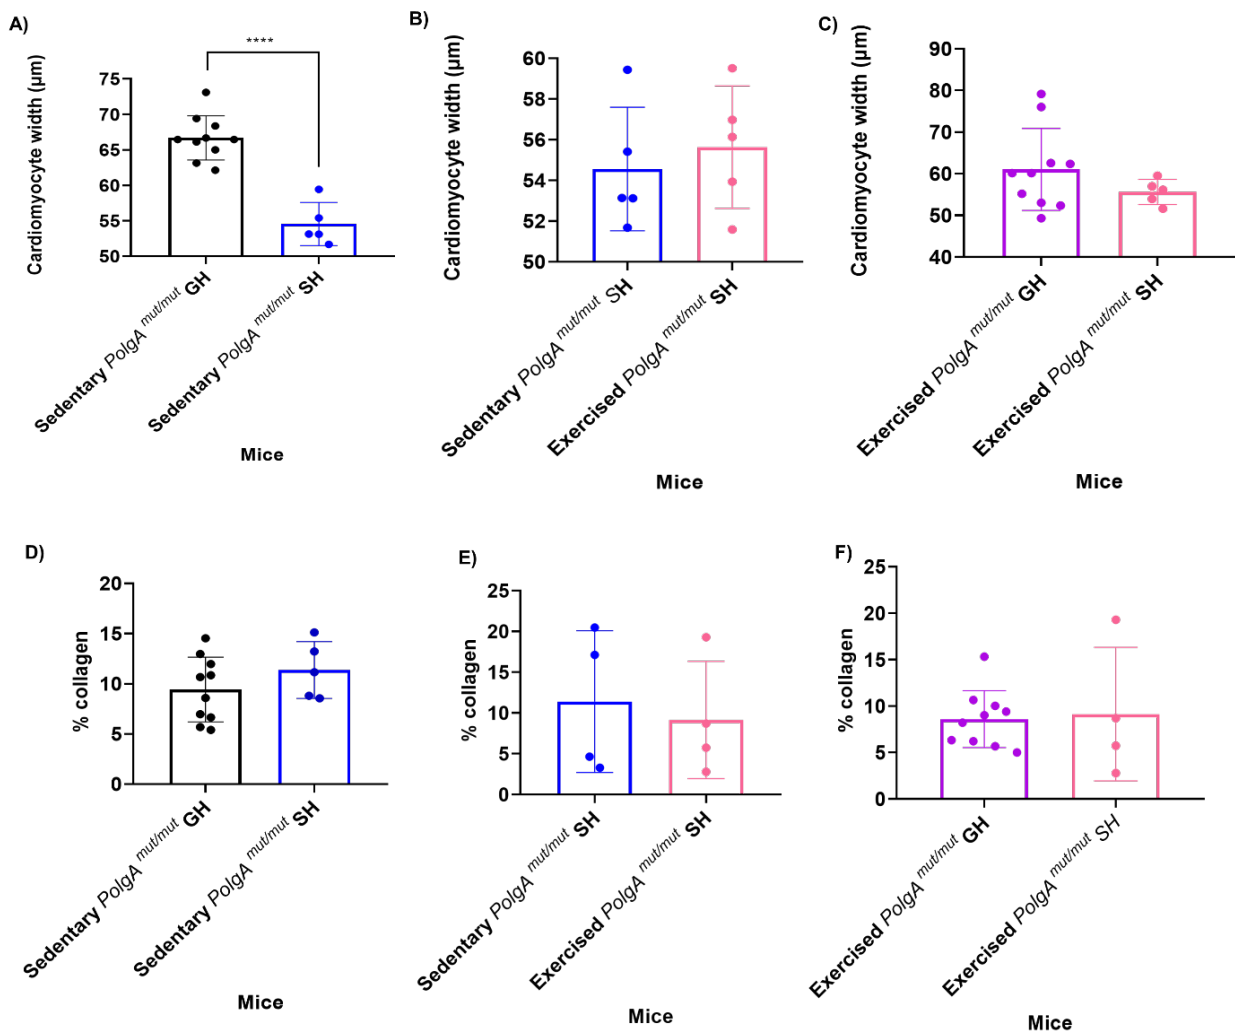 A)
Cardiomyocyte width (μm)
****
75
70
65
60
55
50
Sedentary PolgA mut/mut GH
Sedentary PolgA mut/mut SH
Mice
B)
Cardiomyocyte width (μm)
60
58
56
54
52
50
Sedentary PolgA mut/mut SH
Exercised PolgA mut/mut SH
Mice
C)
Cardiomyocyte width (μm)
90
80
70
60
50
40
Exercised PolgA mut/mut GH
Exercised PolgA mut/mut SH
Mice
D)
% collagen
20
15
10
5
0
Sedentary PolgA mut/mut GH
Sedentary PolgA mut/mut SH
Mice
E)
% collagen
25
20
15
10
5
0
Sedentary PolgA mut/mut SH
Exercised PolgA mut/mut SH
Mice
F)
% collagen
25
20
15
10
5
0
Exercised PolgA mut/mut GH
Exercised PolgA mut/mut SH
Mice